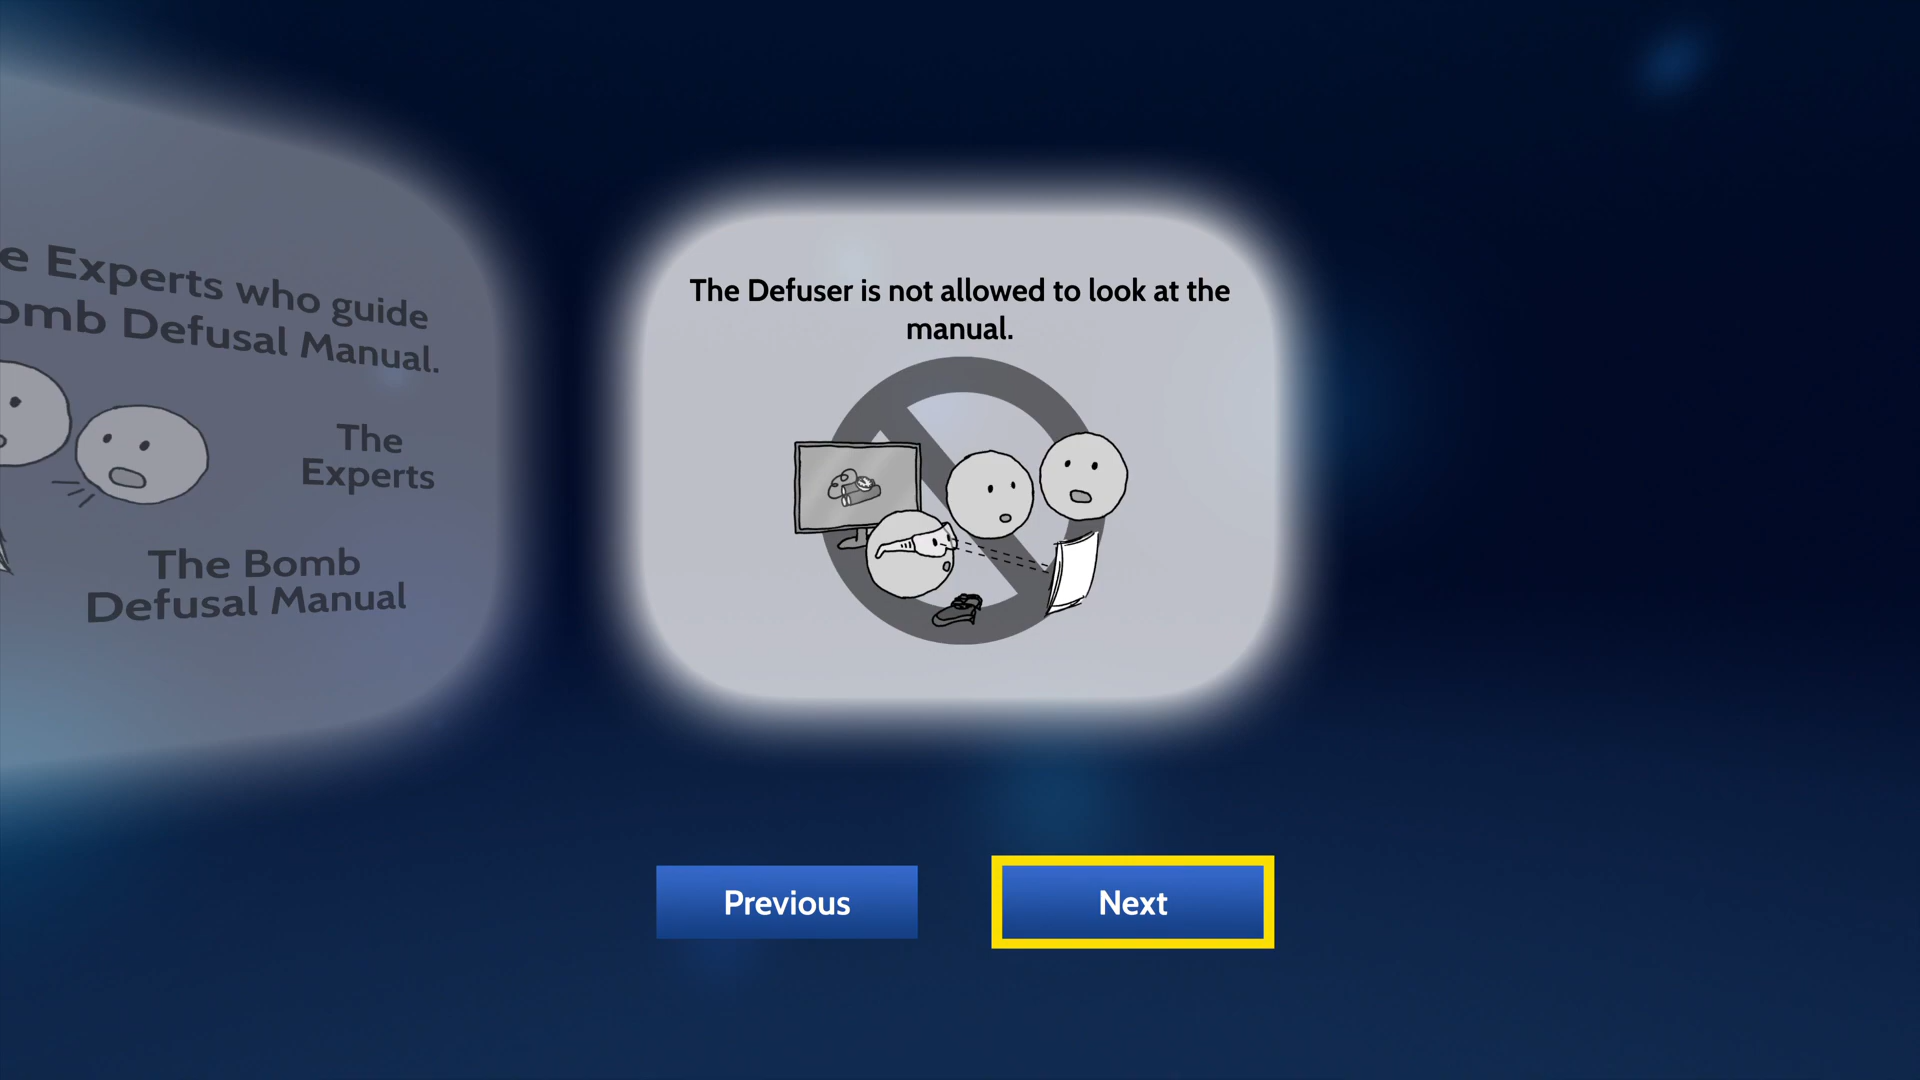 e Experts who guide
omb Defusal Manual.
The
Experts
The Bomb
Defusal Manual
The Defuser is not allowed to look at the
manual.
Previous
Next